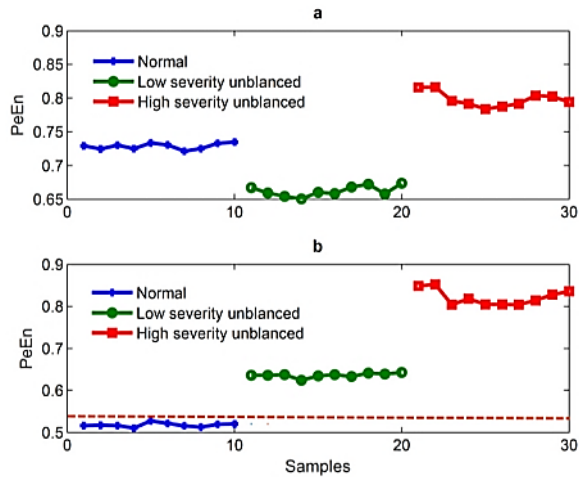 a
0.9
0.85
0.8
0.75
0.7
0.65
PeEn
Normal
Low severity unblanced
High severity unblanced
0 10 20 30
b
0.9
0.8
0.7
0.6
0.5
PeEn
Normal
Low severity unblanced
High severity unblanced
0 10 20 30
Samples